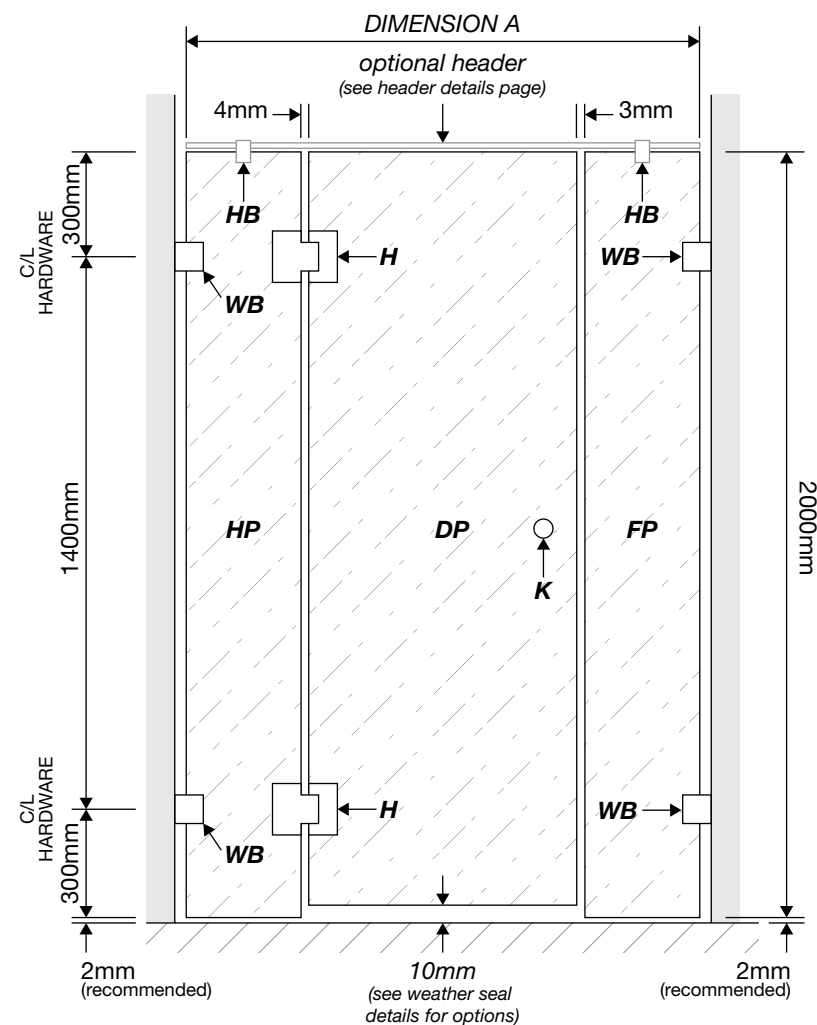 DIMENSION A
optional header
(see header details page)
4mm
3mm
300mm
C/L
HARDWARE
HB
HB
H
WB
WB
1400mm
2000mm
HP
DP
FP
K
C/L
HARDWARE
300mm
H
WB
WB
2mm
(recommended)
10mm
(see weather seal
details for options)
2mm
(recommended)